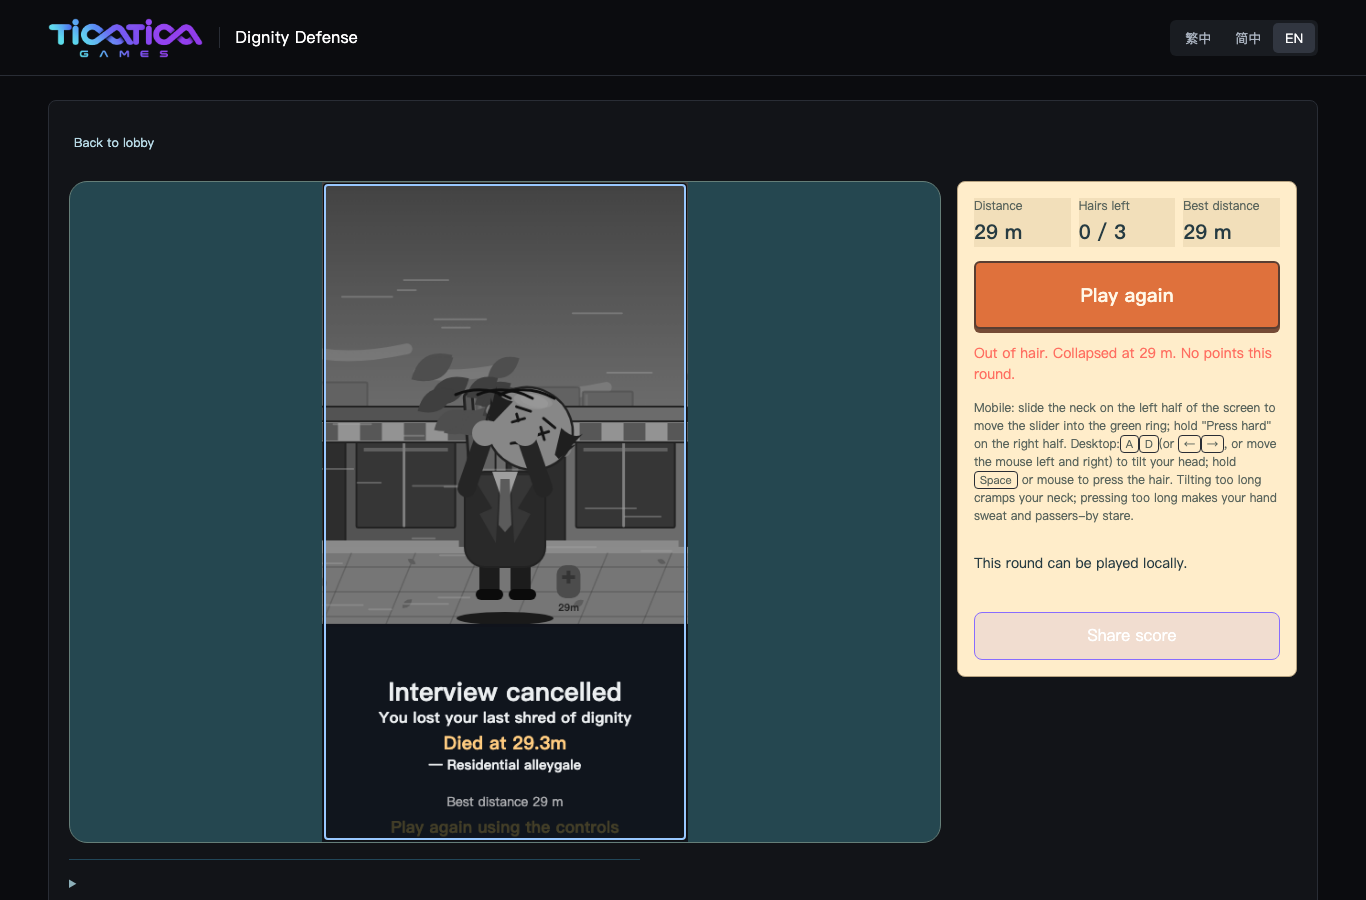 TICATICA
GAMES
Dignity Defense
繁中
简中
EN
Back to lobby
29m
Interview cancelled
You lost your last shred of dignity
Died at 29.3m
— Residential alleygale
Best distance 29 m
Play again using the controls
Distance
29 m
Hairs left
0 / 3
Best distance
29 m
Play again
Out of hair. Collapsed at 29 m. No points this
round.
Mobile: slide the neck on the left half of the screen to
move the slider into the green ring; hold "Press hard"
on the right half. Desktop: A D (or ← →, or move
the mouse left and right) to tilt your head; hold
Space or mouse to press the hair. Tilting too long
cramps your neck; pressing too long makes your hand
sweat and passers-by stare.
This round can be played locally.
Share score